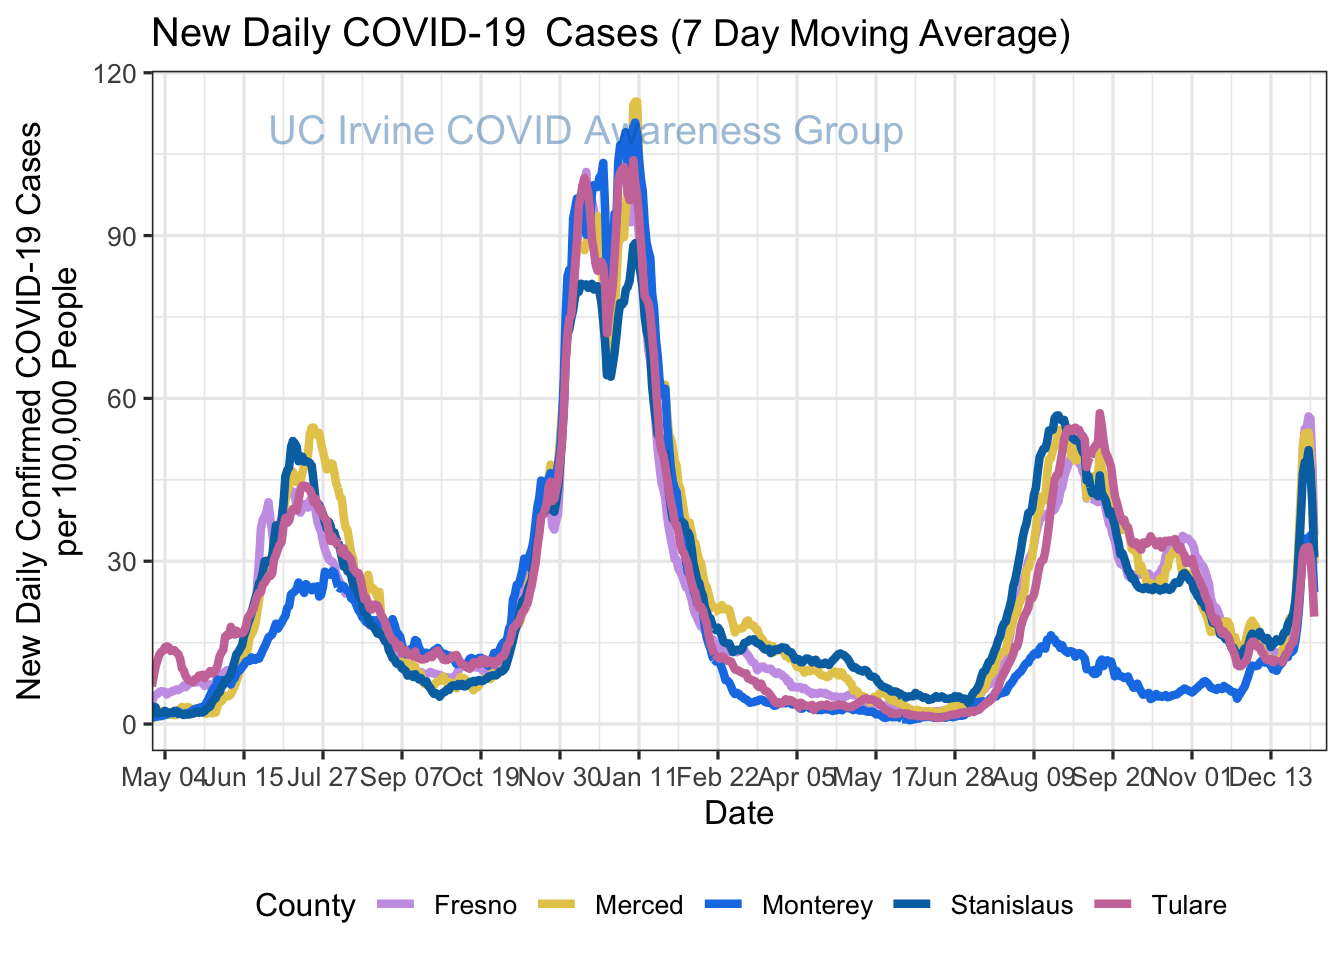 New Daily COVID-19  Cases (7 Day Moving Average)
UC Irvine COVID Awareness Group
New Daily Confirmed COVID-19 Cases
per 100,000 People
120
90
60
30
0
May 04 Jun 15 Jul 27 Sep 07 Oct 19 Nov 30 Jan 11 Feb 22 Apr 05 May 17 Jun 28 Aug 09 Sep 20 Nov 01 Dec 13
Date
County Fresno Merced Monterey Stanislaus Tulare